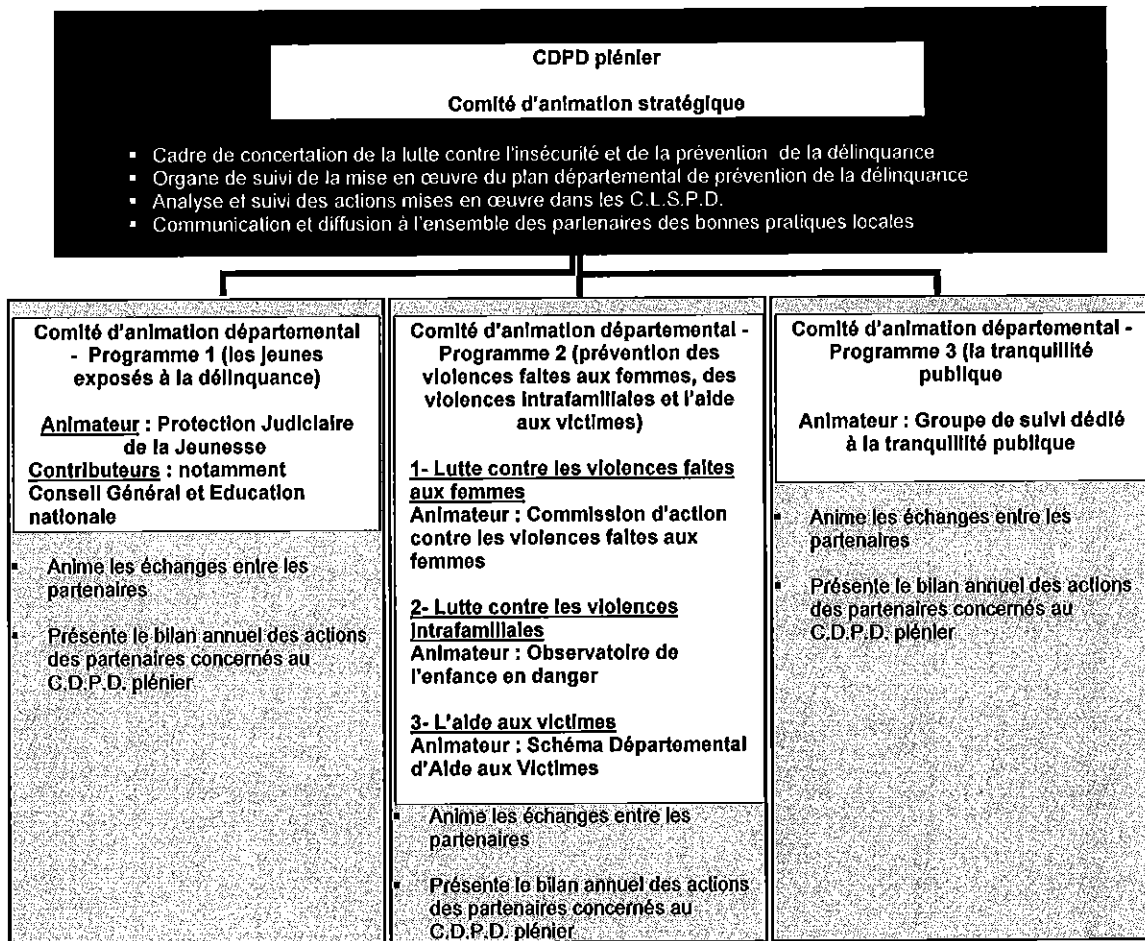 CDPD plénier
Comité d'animation stratégique
▪ Cadre de concertation de la lutte contre l'insécurité et de la prévention de la délinquance
▪ Organe de suivi de la mise en œuvre du plan départemental de prévention de la délinquance
▪ Analyse et suivi des actions mises en œuvre dans les C.L.S.P.D.
▪ Communication et diffusion à l'ensemble des partenaires des bonnes pratiques locales
Comité d'animation départemental
- Programme 1 (les jeunes
exposés à la délinquance)
Animateur : Protection Judiciaire
de la Jeunesse
Contributeurs : notamment
Conseil Général et Education
nationale
▪ Anime les échanges entre les
partenaires
▪ Présente le bilan annuel des actions
des partenaires concernés au
C.D.P.D. plénier
Comité d'animation départemental -
Programme 2 (prévention des
violences faites aux femmes, des
violences intrafamiliales et l'aide
aux victimes)
1- Lutte contre les violences faites
aux femmes
Animateur : Commission d'action
contre les violences faites aux
femmes
2- Lutte contre les violences
intrafamiliales
Animateur : Observatoire de
l'enfance en danger
3- L'aide aux victimes
Animateur : Schéma Départemental
d'Aide aux Victimes
▪ Anime les échanges entre les
partenaires
▪ Présente le bilan annuel des actions
des partenaires concernés au
C.D.P.D. plénier
Comité d'animation départemental -
Programme 3 (la tranquillité
publique
Animateur : Groupe de suivi dédié
à la tranquillité publique
▪ Anime les échanges entre les
partenaires
▪ Présente le bilan annuel des actions
des partenaires concernés au
C.D.P.D. plénier